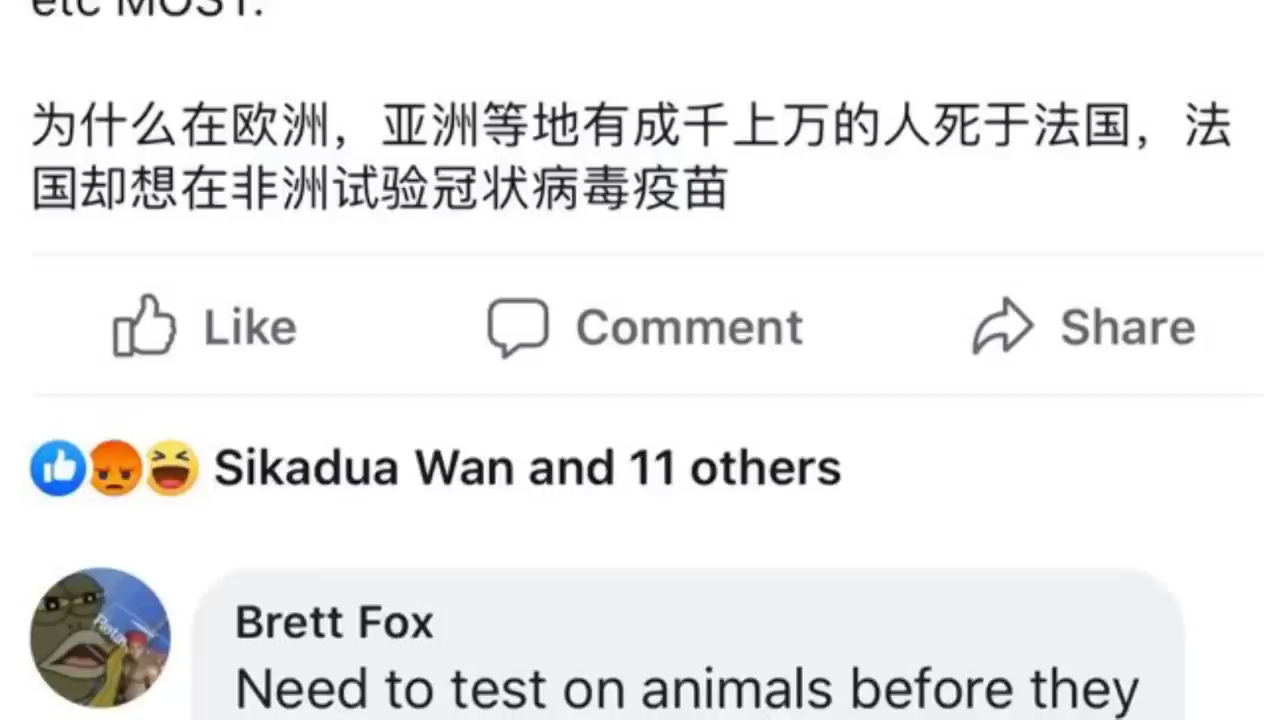 etc MOST.
为什么在欧洲，亚洲等地有成千上万的人死于法国，法
国却想在非洲试验冠状病毒疫苗
Like Comment Share
Sikadua Wan and 11 others
Brett Fox
Need to test on animals before they